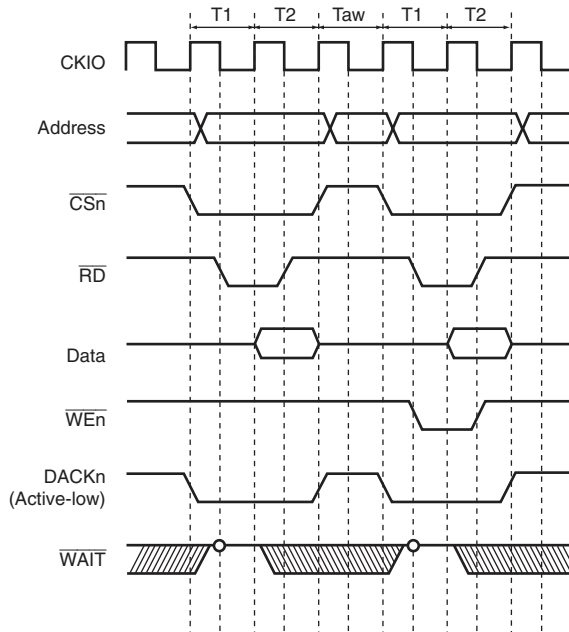 T1 T2 Taw T1 T2
CKIO
Address
CSn
RD
Data
WEn
DACKn
(Active-low)
WAIT